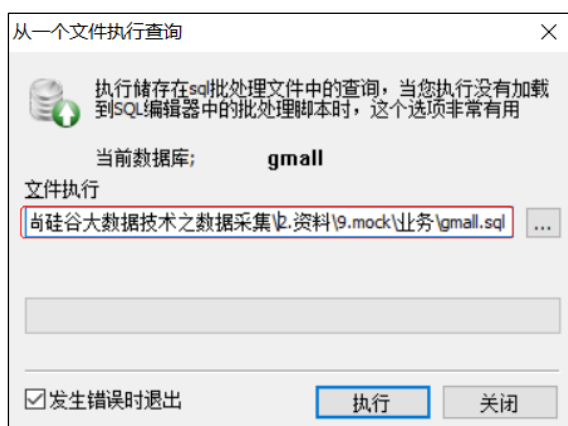 从一个文件执行查询
执行储存在sql批处理文件中的查询，当您执行没有加载
到SQL编辑器中的批处理脚本时，这个选项非常有用
当前数据库; gmall
文件执行
尚硅谷大数据技术之数据采集\2.资料\9.mock\业务\gmall.sql
...
发生错误时退出
执行
关闭